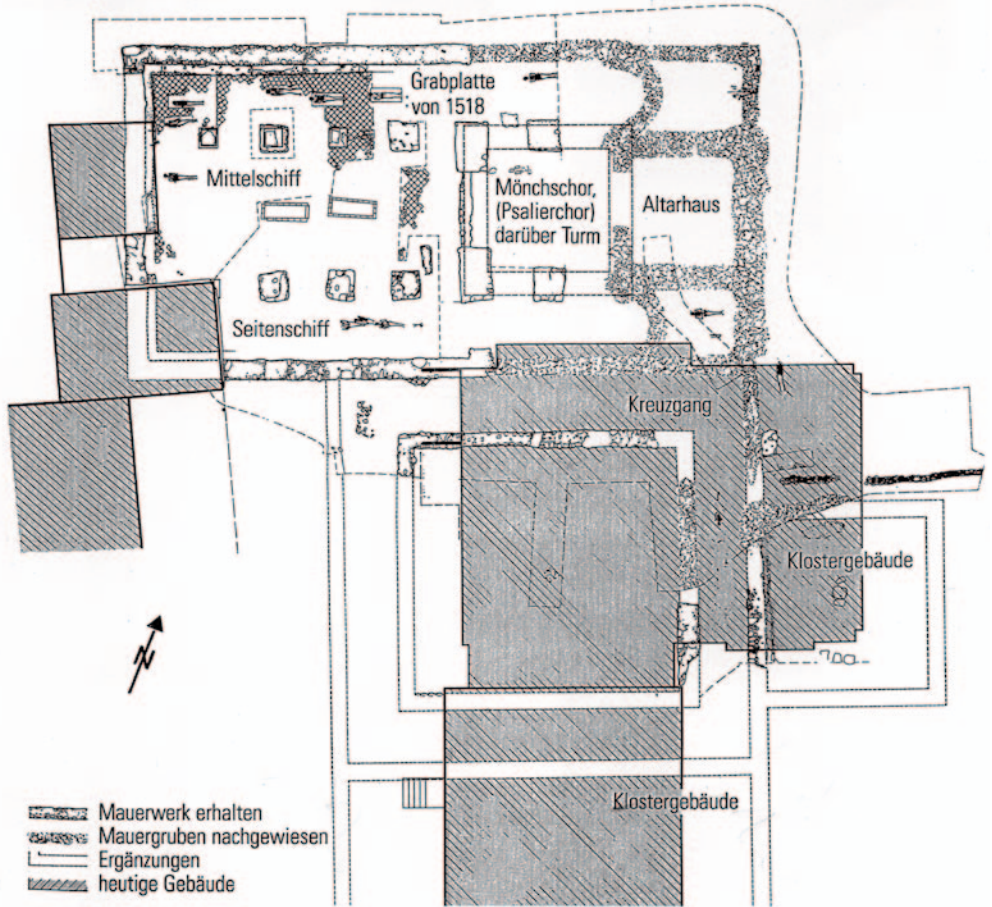 Grabplatte
von 1518
Mittelschiff
Mönchschor,
(Psalierchor)
darüber Turm
Altarhaus
Seitenschiff
Kreuzgang
Klostergebäude
N
Klostergebäude
Mauerwerk erhalten
Mauergruben nachgewiesen
Ergänzungen
heutige Gebäude